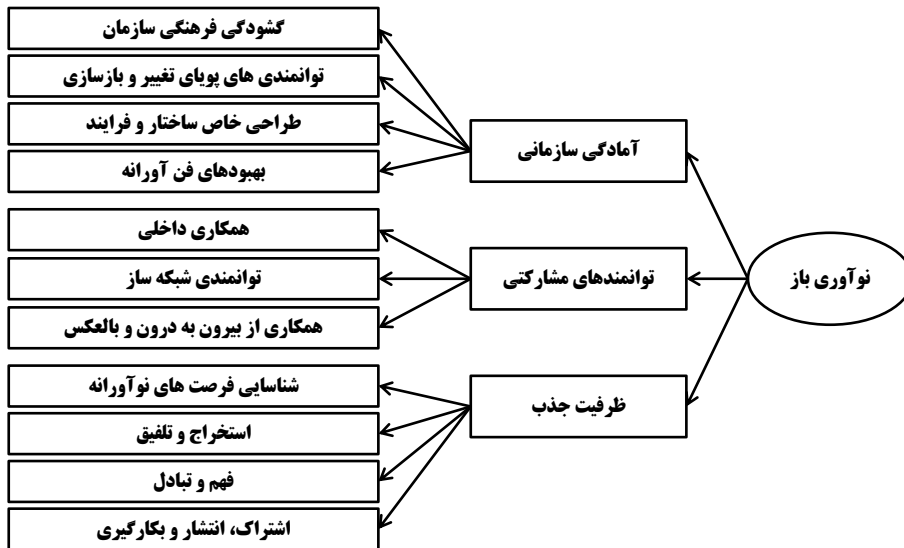 نوآوری باز
آمادگی سازمانی
گشودگی فرهنگی سازمان
توانمندی های پویای تغییر و بازسازی
طراحی خاص ساختار و فرایند
بهبودهای فن آورانه
توانمندهای مشارکتی
همکاری داخلی
توانمندی شبکه ساز
همکاری از بیرون به درون و بالعکس
ظرفیت جذب
شناسایی فرصت های نوآورانه
استخراج و تلفیق
فهم و تبادل
اشتراک، انتشار و بکارگیری